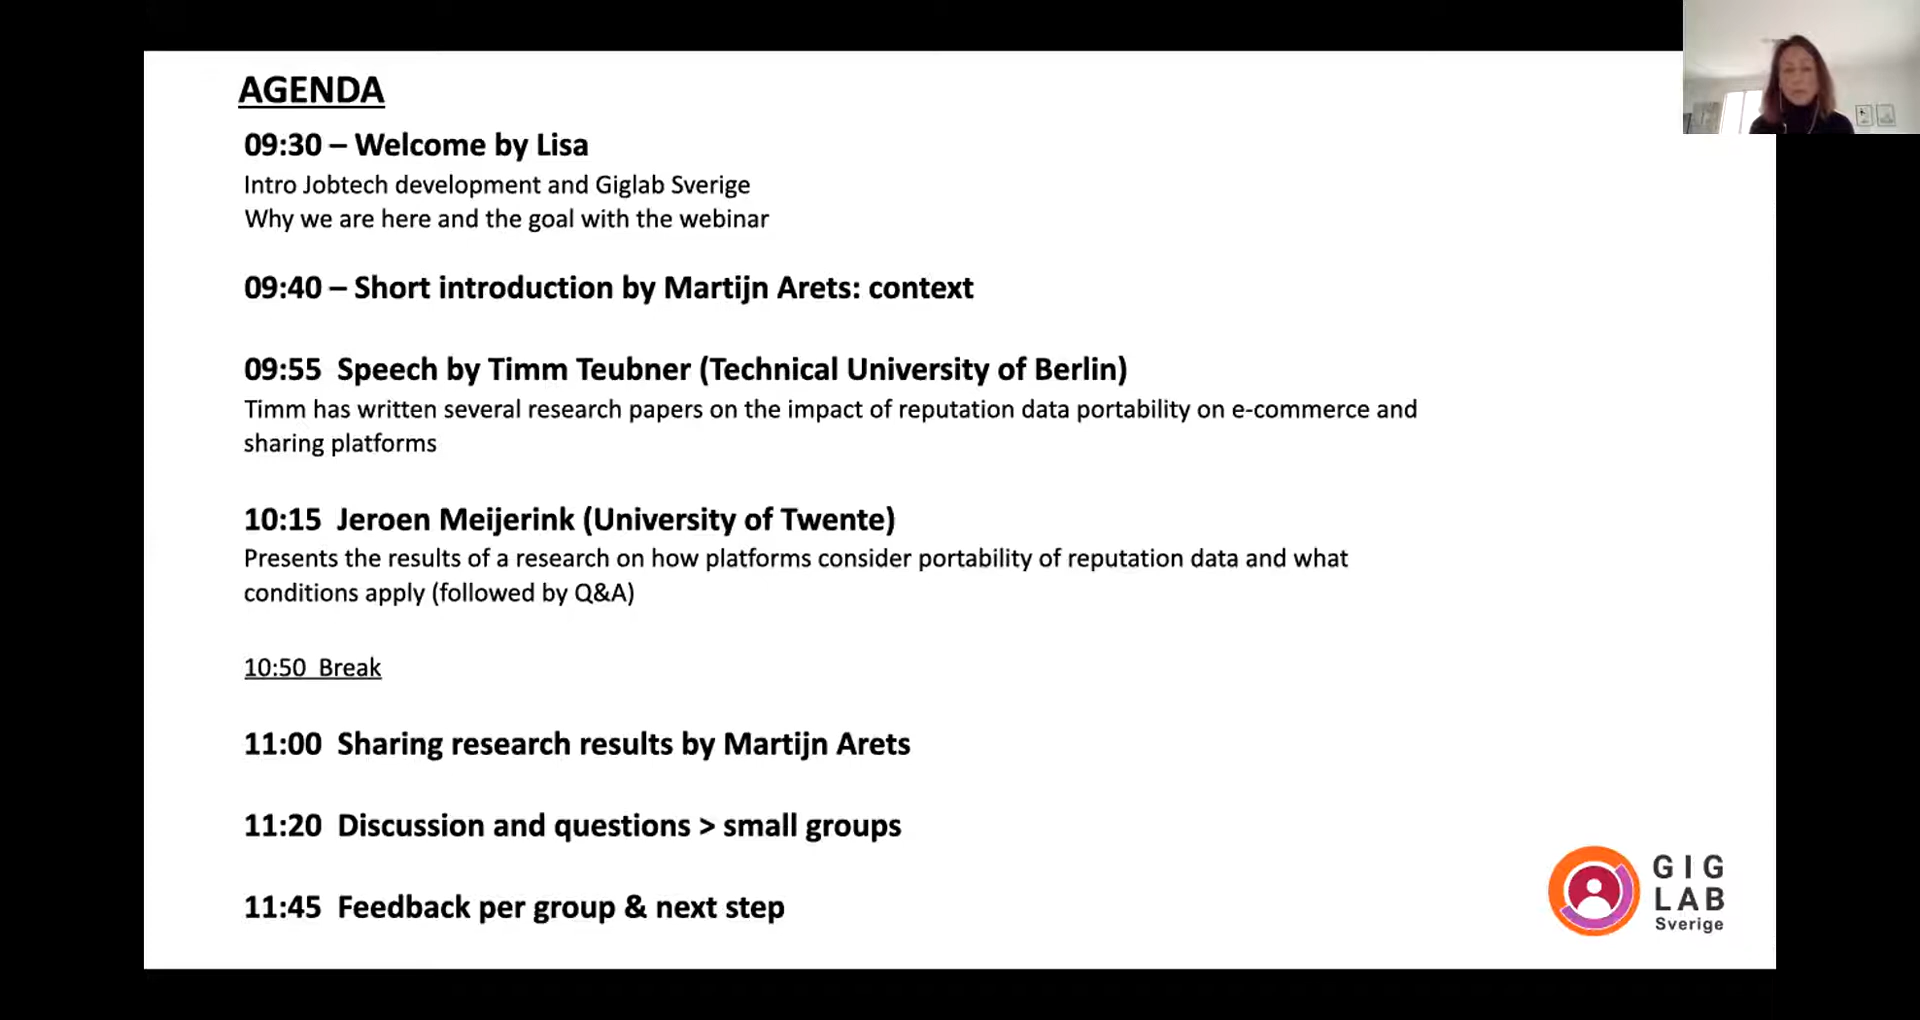 AGENDA
09:30 – Welcome by Lisa
Intro Jobtech development and Giglab Sverige
Why we are here and the goal with the webinar
09:40 – Short introduction by Martijn Arets: context
09:55  Speech by Timm Teubner (Technical University of Berlin)
Timm has written several research papers on the impact of reputation data portability on e-commerce and
sharing platforms
10:15  Jeroen Meijerink (University of Twente)
Presents the results of a research on how platforms consider portability of reputation data and what
conditions apply (followed by Q&A)
10:50  Break
11:00  Sharing research results by Martijn Arets
11:20  Discussion and questions > small groups
11:45  Feedback per group & next step
GIG
LAB
Sverige